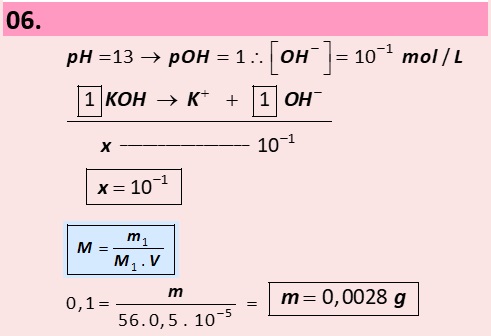 06.
pH =13 → pOH = 1 ∴ [OH⁻] = 10⁻¹ mol / L
1 KOH → K⁺ + 1 OH⁻
x ———————— 10⁻¹
x = 10⁻¹
M = m₁ / M₁ . V
0,1 = m / 56. 0,5 . 10⁻⁵ = m = 0,0028 g